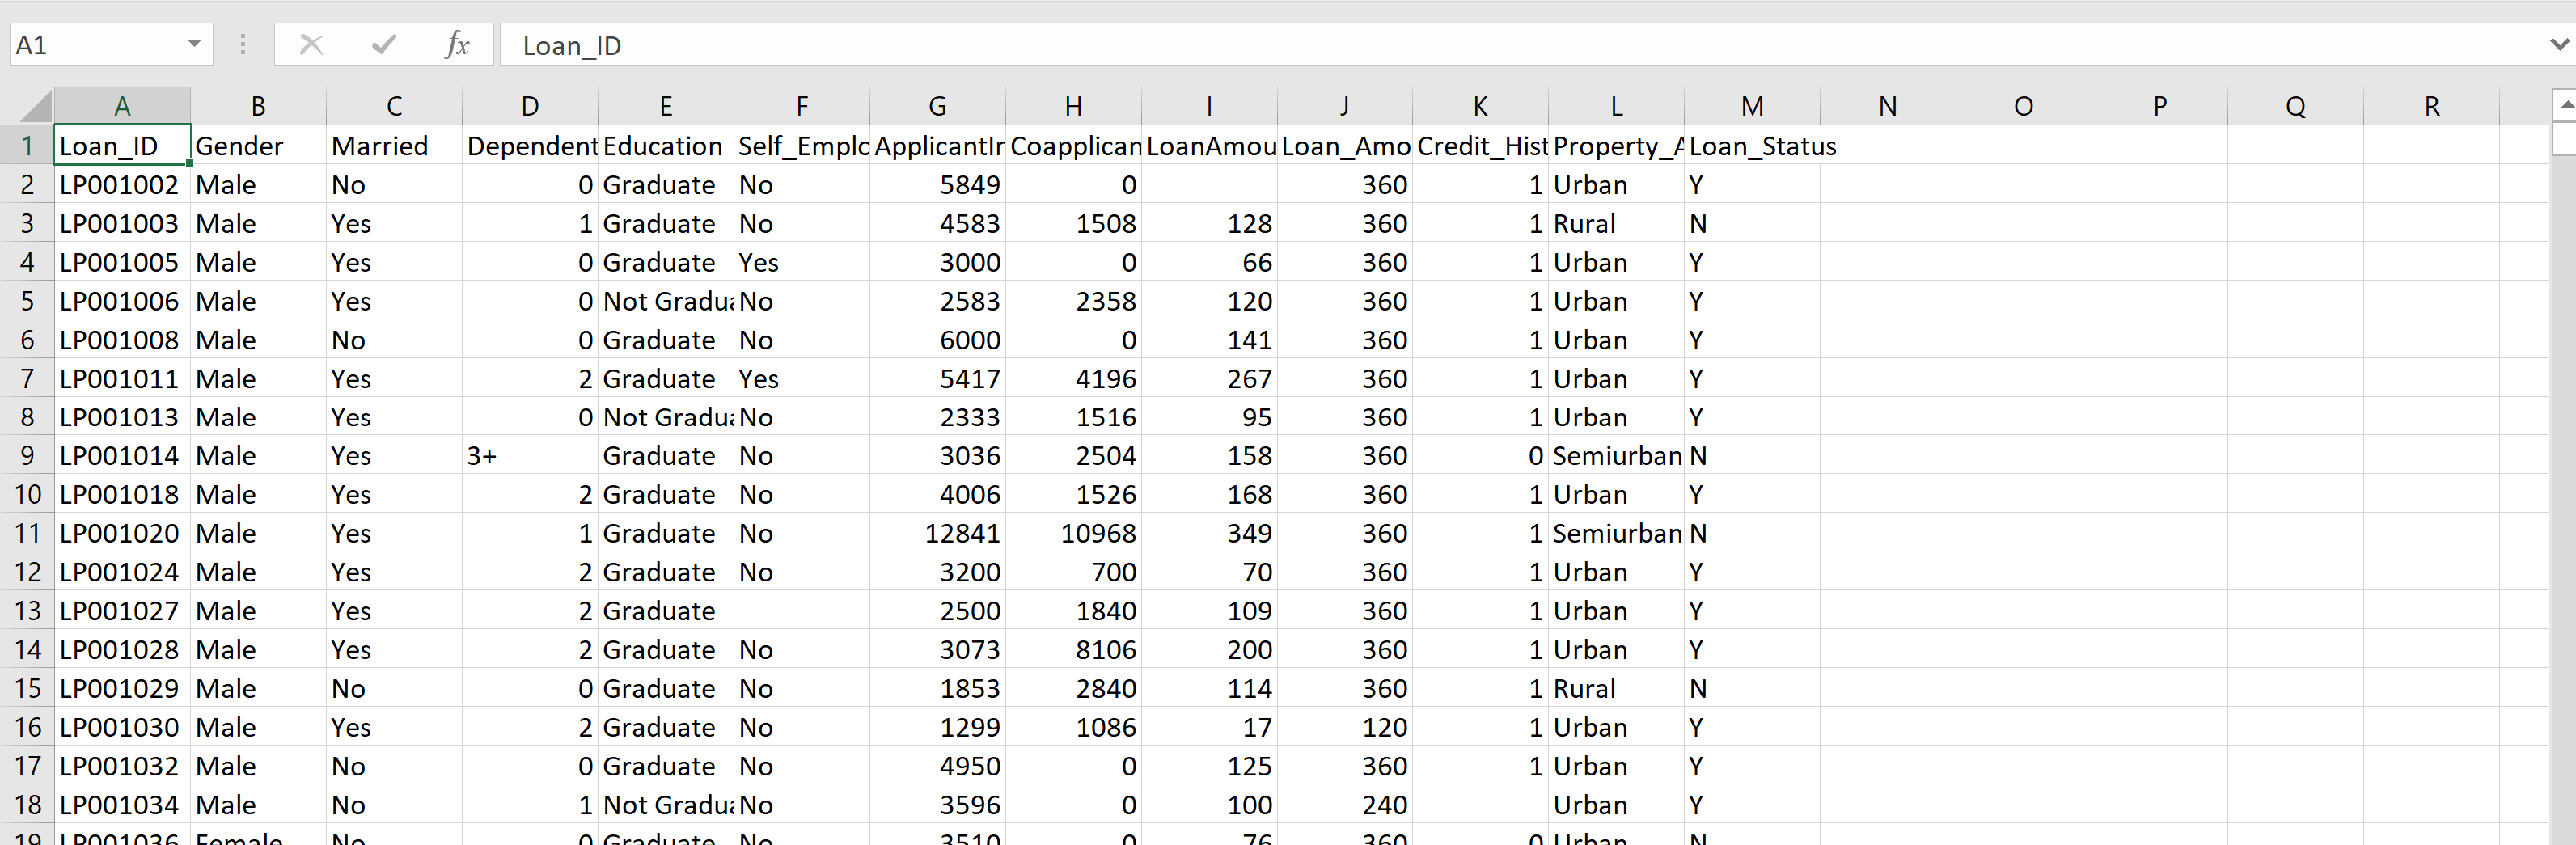 A1 fx Loan_ID
A B C D E F G H I J K L M N O P Q R
1 Loan_ID Gender Married Dependent Education Self_Emplo ApplicantIn Coapplican LoanAmou Loan_Amo Credit_Hist Property_A Loan_Status
2 LP001002 Male No 0 Graduate No 5849 0 360 1 Urban Y
3 LP001003 Male Yes 1 Graduate No 4583 1508 128 360 1 Rural N
4 LP001005 Male Yes 0 Graduate Yes 3000 0 66 360 1 Urban Y
5 LP001006 Male Yes 0 Not Gradua No 2583 2358 120 360 1 Urban Y
6 LP001008 Male No 0 Graduate No 6000 0 141 360 1 Urban Y
7 LP001011 Male Yes 2 Graduate Yes 5417 4196 267 360 1 Urban Y
8 LP001013 Male Yes 0 Not Gradua No 2333 1516 95 360 1 Urban Y
9 LP001014 Male Yes 3+ Graduate No 3036 2504 158 360 0 Semiurban N
10 LP001018 Male Yes 2 Graduate No 4006 1526 168 360 1 Urban Y
11 LP001020 Male Yes 1 Graduate No 12841 10968 349 360 1 Semiurban N
12 LP001024 Male Yes 2 Graduate No 3200 700 70 360 1 Urban Y
13 LP001027 Male Yes 2 Graduate 2500 1840 109 360 1 Urban Y
14 LP001028 Male Yes 2 Graduate No 3073 8106 200 360 1 Urban Y
15 LP001029 Male No 0 Graduate No 1853 2840 114 360 1 Rural N
16 LP001030 Male Yes 2 Graduate No 1299 1086 17 120 1 Urban Y
17 LP001032 Male No 0 Graduate No 4950 0 125 360 1 Urban Y
18 LP001034 Male No 1 Not Gradua No 3596 0 100 240 Urban Y
19 LP001036 Female No 0 Graduate No 3510 0 76 360 0 Urban N